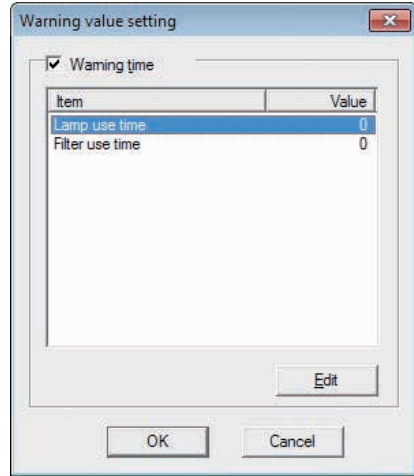 Warning value setting
Warning time
Item Value
Lamp use time 0
Filter use time 0
Edit
OK Cancel